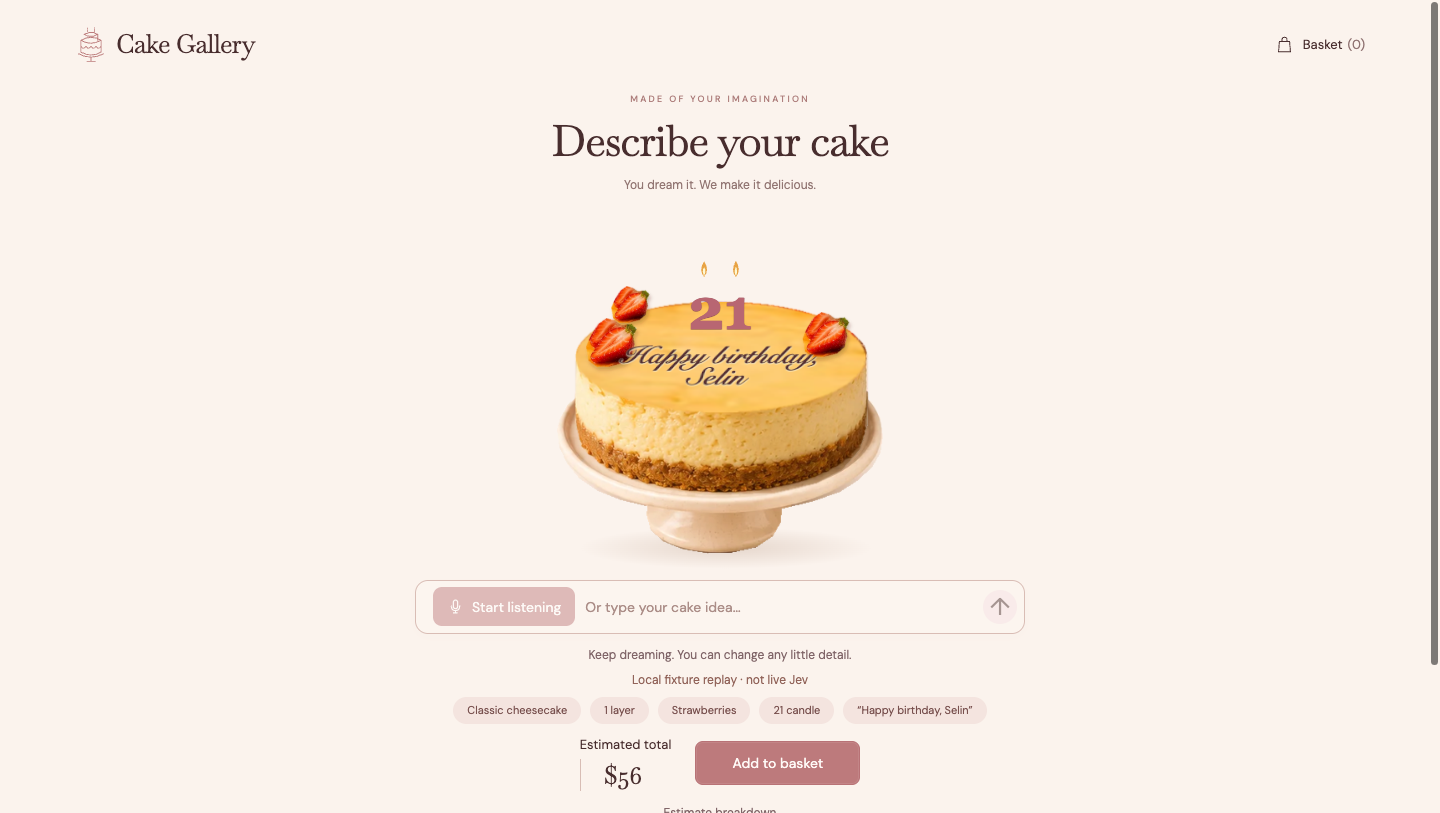 Cake Gallery
Basket (0)
MADE OF YOUR IMAGINATION
Describe your cake
You dream it. We make it delicious.
21
Happy birthday,
Selin
Start listening
Or type your cake idea...
Keep dreaming. You can change any little detail.
Local fixture replay · not live Jev
Classic cheesecake
1 layer
Strawberries
21 candle
“Happy birthday, Selin”
Estimated total
$56
Add to basket
Estimate breakdown